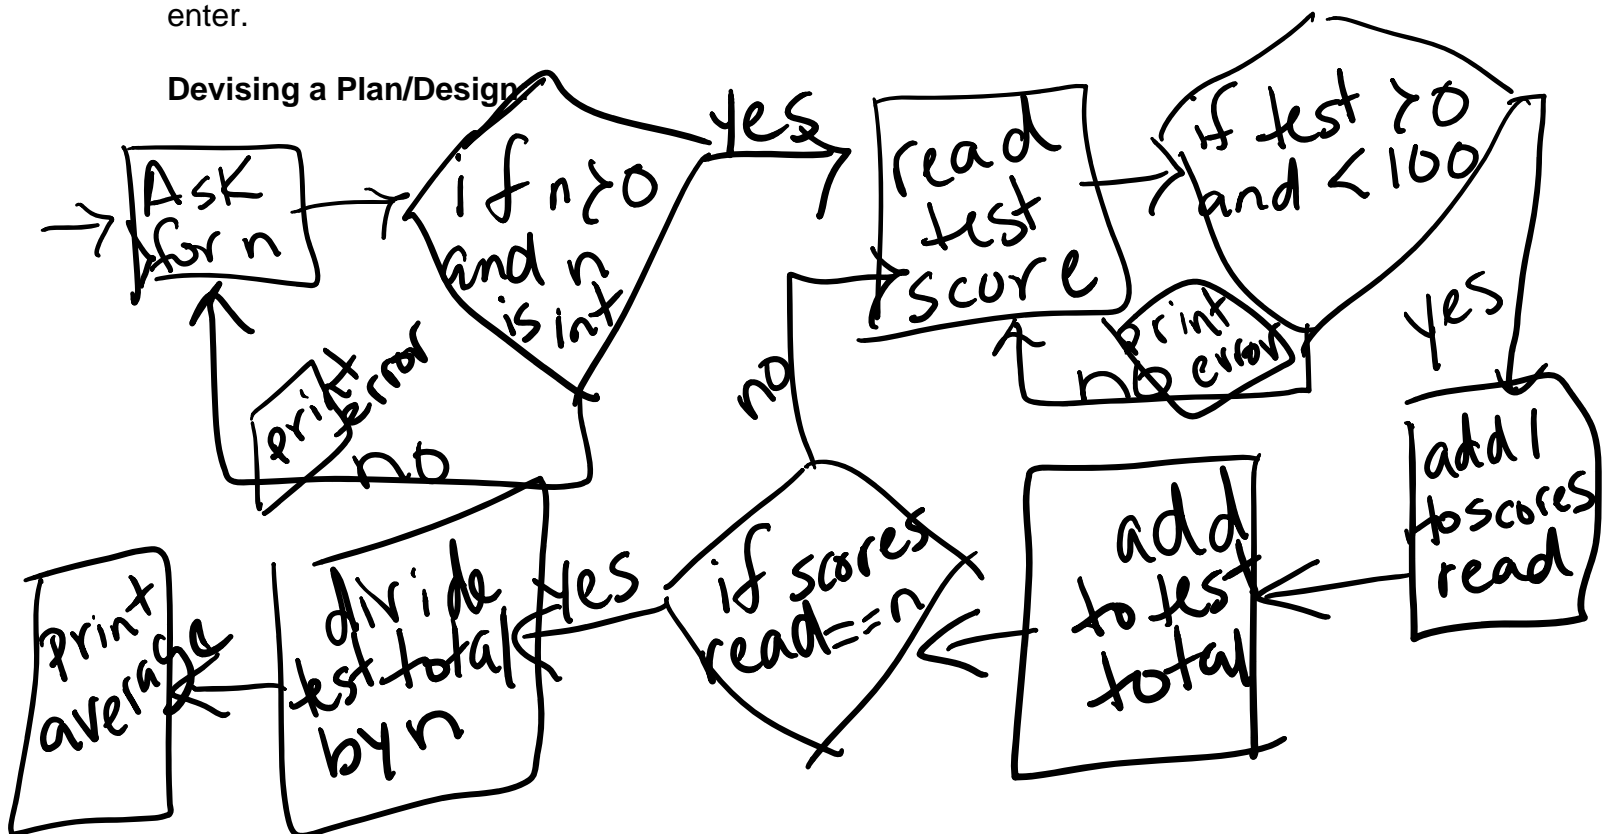 enter.
Devising a Plan/Design.
Ask
for n
if n>0
and n
is int
yes
print
error
no
read
test
score
if test >0
and <100
print
error
no
yes
add 1
to scores
read
add
to test
total
if scores
read==n
no
yes
divide
test total
by n
print
average